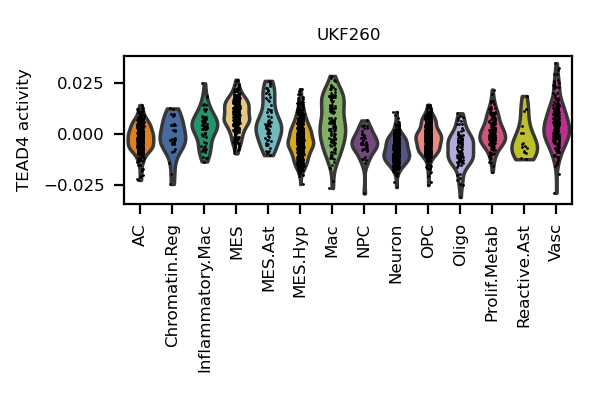 UKF260
TEAD4 activity
0.025
0.000
−0.025
AC
Chromatin.Reg
Inflammatory.Mac
MES
MES.Ast
MES.Hyp
Mac
NPC
Neuron
OPC
Oligo
Prolif.Metab
Reactive.Ast
Vasc